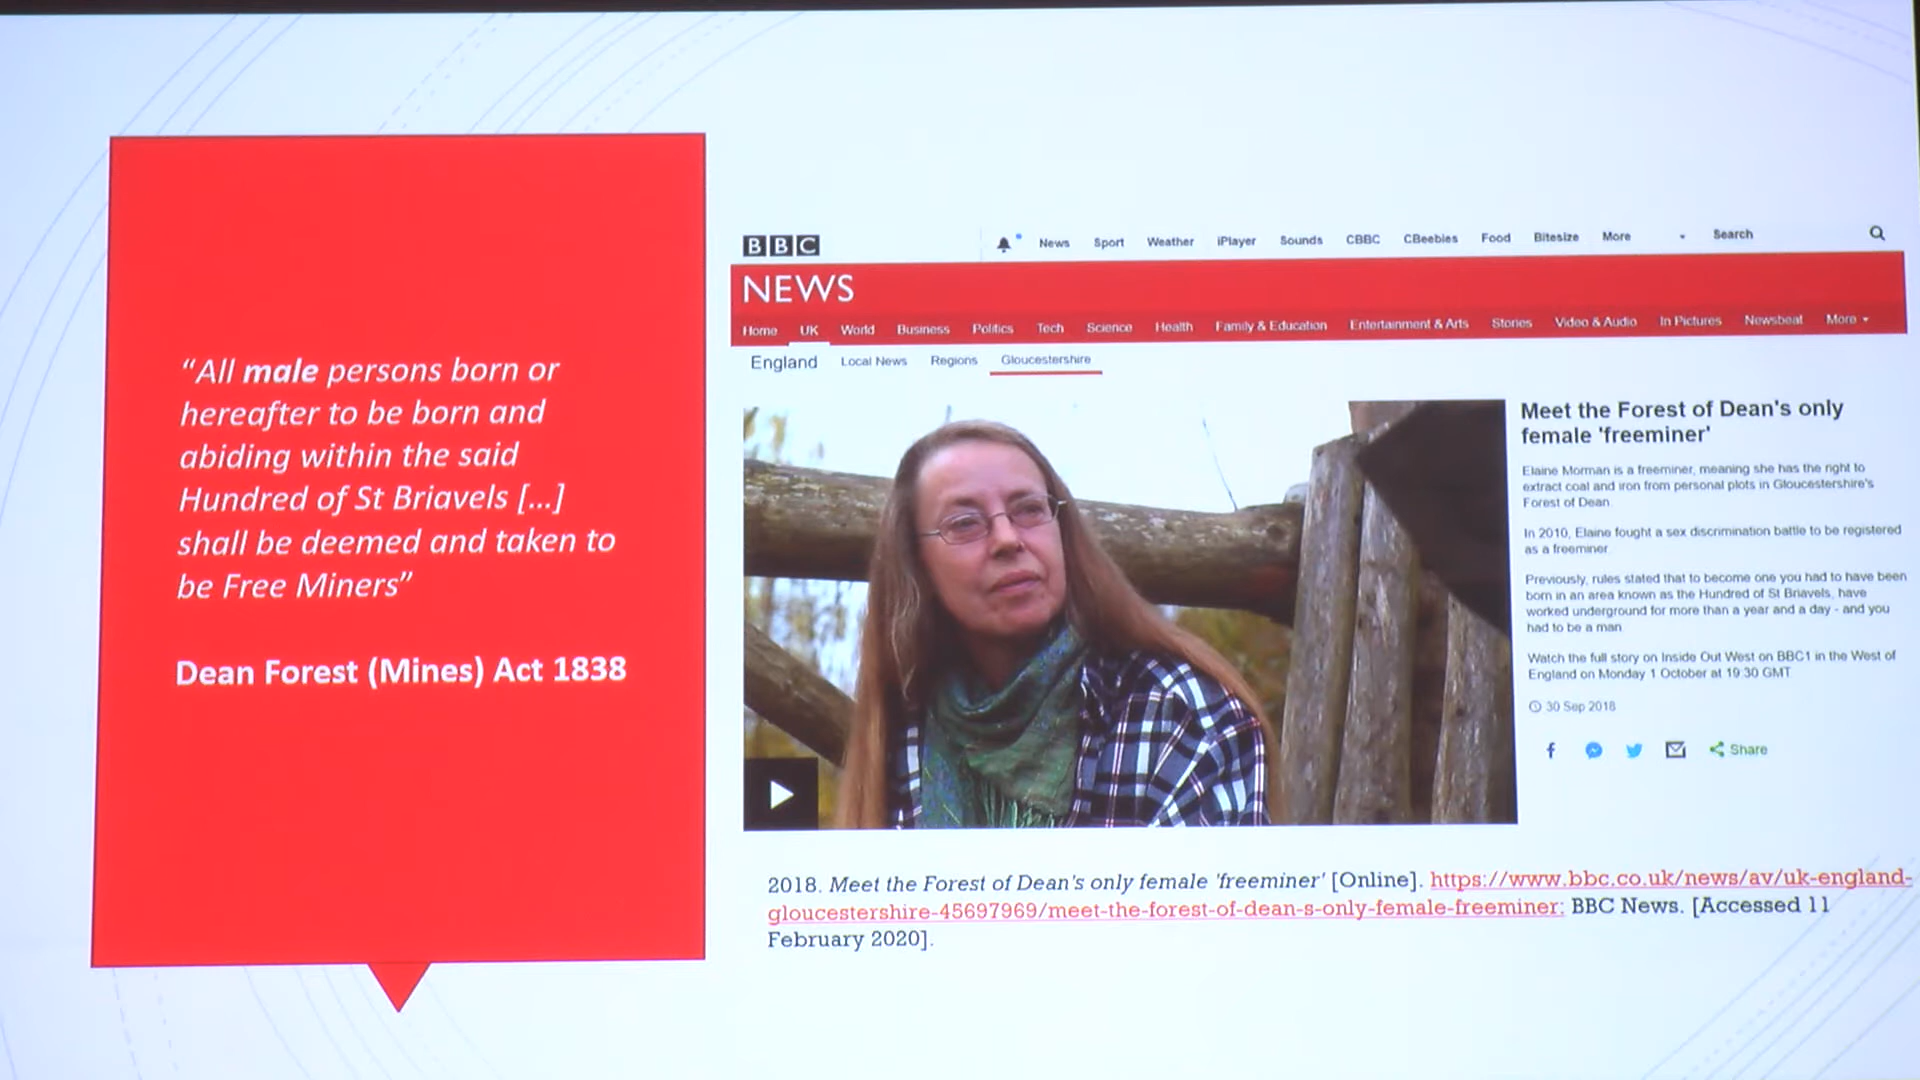 “All male persons born or
hereafter to be born and
abiding within the said
Hundred of St Briavels [...]
shall be deemed and taken to
be Free Miners”
Dean Forest (Mines) Act 1838
BBC
News Sport Weather iPlayer Sounds CBBC CBeebies Food Bitesize More Search
NEWS
Home UK World Business Politics Tech Science Health Family & Education Entertainment & Arts Stories Video & Audio In Pictures Newsbeat More
England Local News Regions Gloucestershire
Meet the Forest of Dean's only
female 'freeminer'
Elaine Morman is a freeminer, meaning she has the right to
extract coal and iron from personal plots in Gloucestershire's
Forest of Dean.
In 2010, Elaine fought a sex discrimination battle to be registered
as a freeminer.
Previously, rules stated that to become one you had to have been
born in an area known as the Hundred of St Briavels, have
worked underground for more than a year and a day - and you
had to be a man.
Watch the full story on Inside Out West on BBC1 in the West of
England on Monday 1 October at 19:30 GMT
30 Sep 2018
Share
2018. Meet the Forest of Dean's only female 'freeminer' [Online]. https://www.bbc.co.uk/news/av/uk-england-
gloucestershire-45697969/meet-the-forest-of-dean-s-only-female-freeminer: BBC News. [Accessed 11
February 2020].